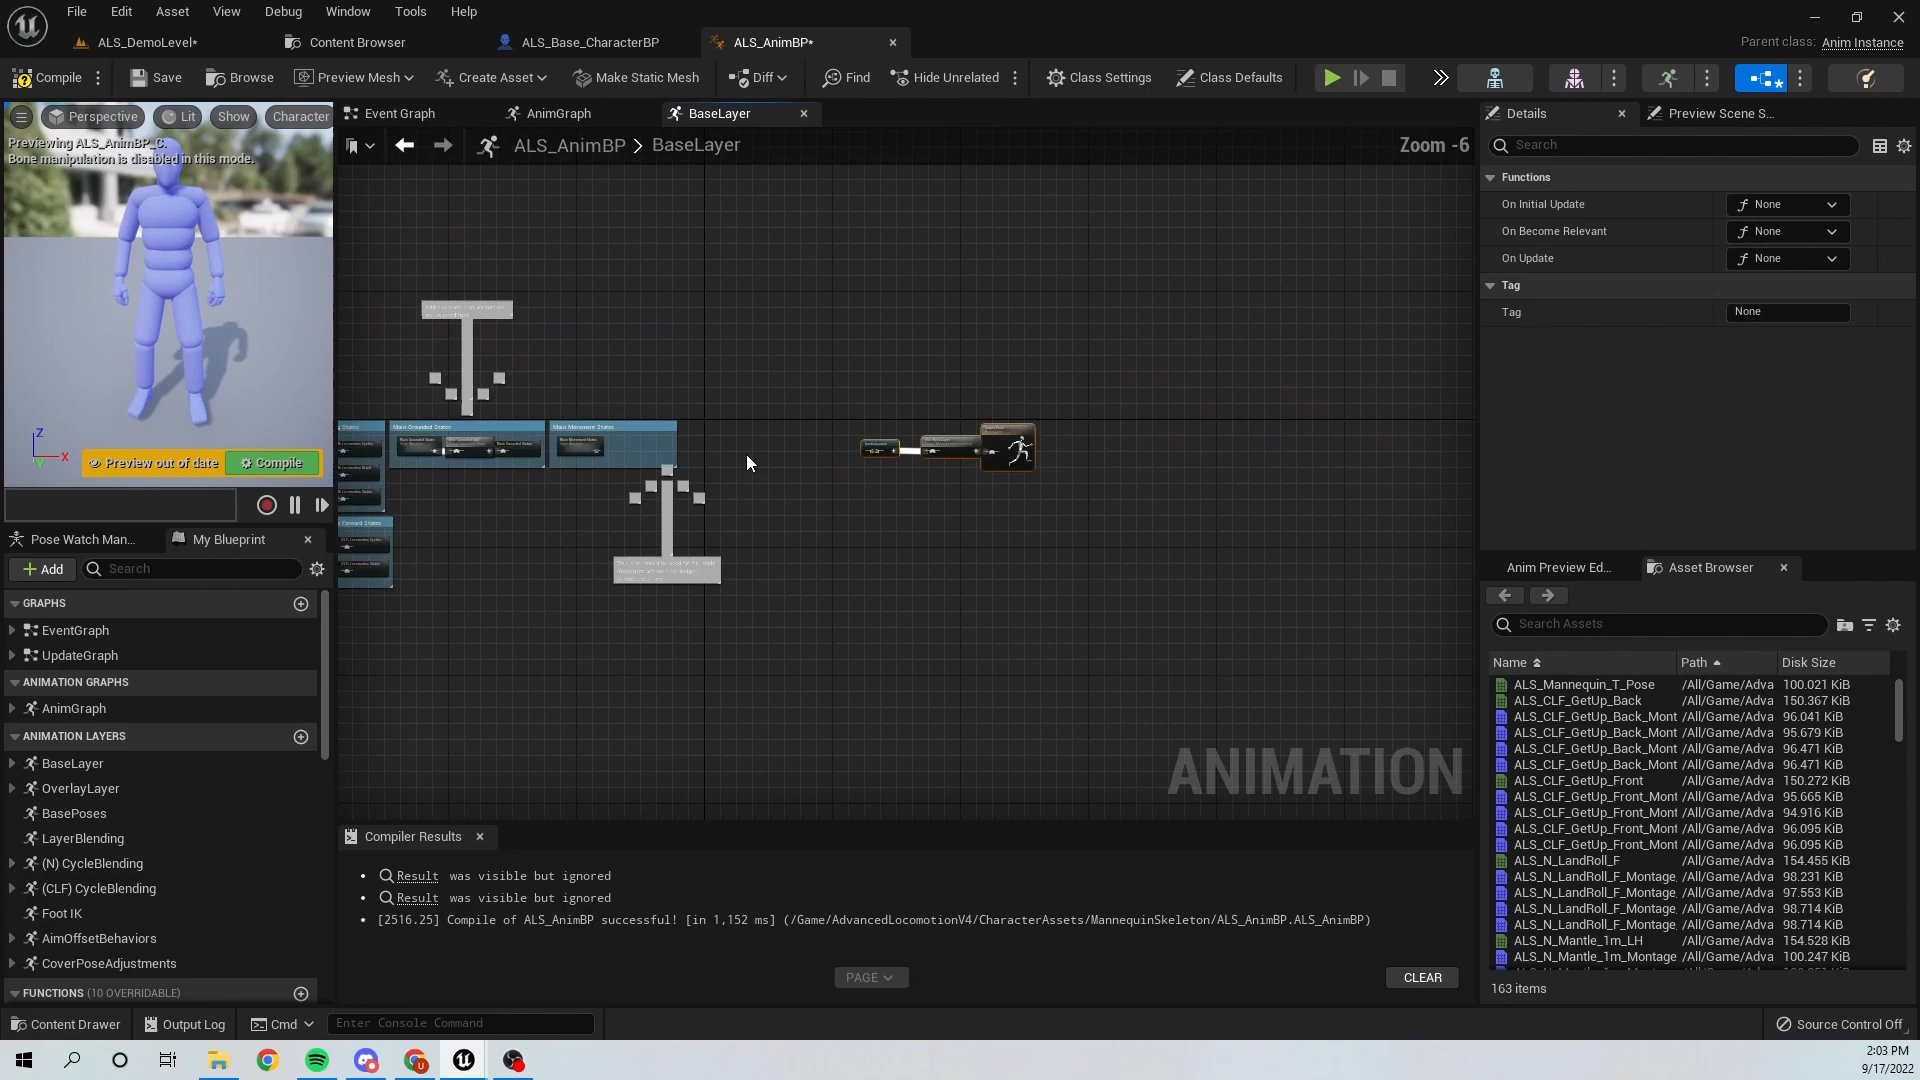 File Edit Asset View Debug Window Tools Help
ALS_DemoLevel* Content Browser ALS_Base_CharacterBP ALS_AnimBP*
Parent class: Anim Instance
Compile Save Browse Preview Mesh Create Asset Make Static Mesh Diff Find Hide Unrelated Class Settings Class Defaults
Perspective Lit Show Character
Previewing ALS_AnimBP_C.
Bone manipulation is disabled in this mode.
Z
X
Y
Preview out of date Compile
Event Graph AnimGraph BaseLayer
ALS_AnimBP > BaseLayer
Zoom -6
Main Grounded States
Main Movement States
ANIMATION
Pose Watch Man... My Blueprint
Add Search
GRAPHS
EventGraph
UpdateGraph
ANIMATION GRAPHS
AnimGraph
ANIMATION LAYERS
BaseLayer
OverlayLayer
BasePoses
LayerBlending
(N) CycleBlending
(CLF) CycleBlending
Foot IK
AimOffsetBehaviors
CoverPoseAdjustments
FUNCTIONS (10 OVERRIDABLE)
Compiler Results
Result was visible but ignored
Result was visible but ignored
[2516.25] Compile of ALS_AnimBP successful! [in 1,152 ms] (/Game/AdvancedLocomotionV4/CharacterAssets/MannequinSkeleton/ALS_AnimBP.ALS_AnimBP)
PAGE
CLEAR
Details Preview Scene S...
Search
Functions
On Initial Update None
On Become Relevant None
On Update None
Tag
Tag None
Anim Preview Ed... Asset Browser
Search Assets
Name Path Disk Size
ALS_Mannequin_T_Pose /All/Game/Adva 100.021 KiB
ALS_CLF_GetUp_Back /All/Game/Adva 150.367 KiB
ALS_CLF_GetUp_Back_Mont /All/Game/Adva 96.041 KiB
ALS_CLF_GetUp_Back_Mont /All/Game/Adva 95.679 KiB
ALS_CLF_GetUp_Back_Mont /All/Game/Adva 96.471 KiB
ALS_CLF_GetUp_Back_Mont /All/Game/Adva 96.471 KiB
ALS_CLF_GetUp_Front /All/Game/Adva 150.272 KiB
ALS_CLF_GetUp_Front_Mont /All/Game/Adva 95.665 KiB
ALS_CLF_GetUp_Front_Mont /All/Game/Adva 94.916 KiB
ALS_CLF_GetUp_Front_Mont /All/Game/Adva 96.095 KiB
ALS_CLF_GetUp_Front_Mont /All/Game/Adva 96.095 KiB
ALS_N_LandRoll_F /All/Game/Adva 154.455 KiB
ALS_N_LandRoll_F_Montage /All/Game/Adva 98.231 KiB
ALS_N_LandRoll_F_Montage /All/Game/Adva 97.553 KiB
ALS_N_LandRoll_F_Montage /All/Game/Adva 98.714 KiB
ALS_N_LandRoll_F_Montage /All/Game/Adva 98.714 KiB
ALS_N_Mantle_1m_LH /All/Game/Adva 154.528 KiB
ALS_N_Mantle_1m_Montage /All/Game/Adva 100.247 KiB
163 items
Content Drawer Output Log Cmd Enter Console Command Source Control Off
2:03 PM
9/17/2022